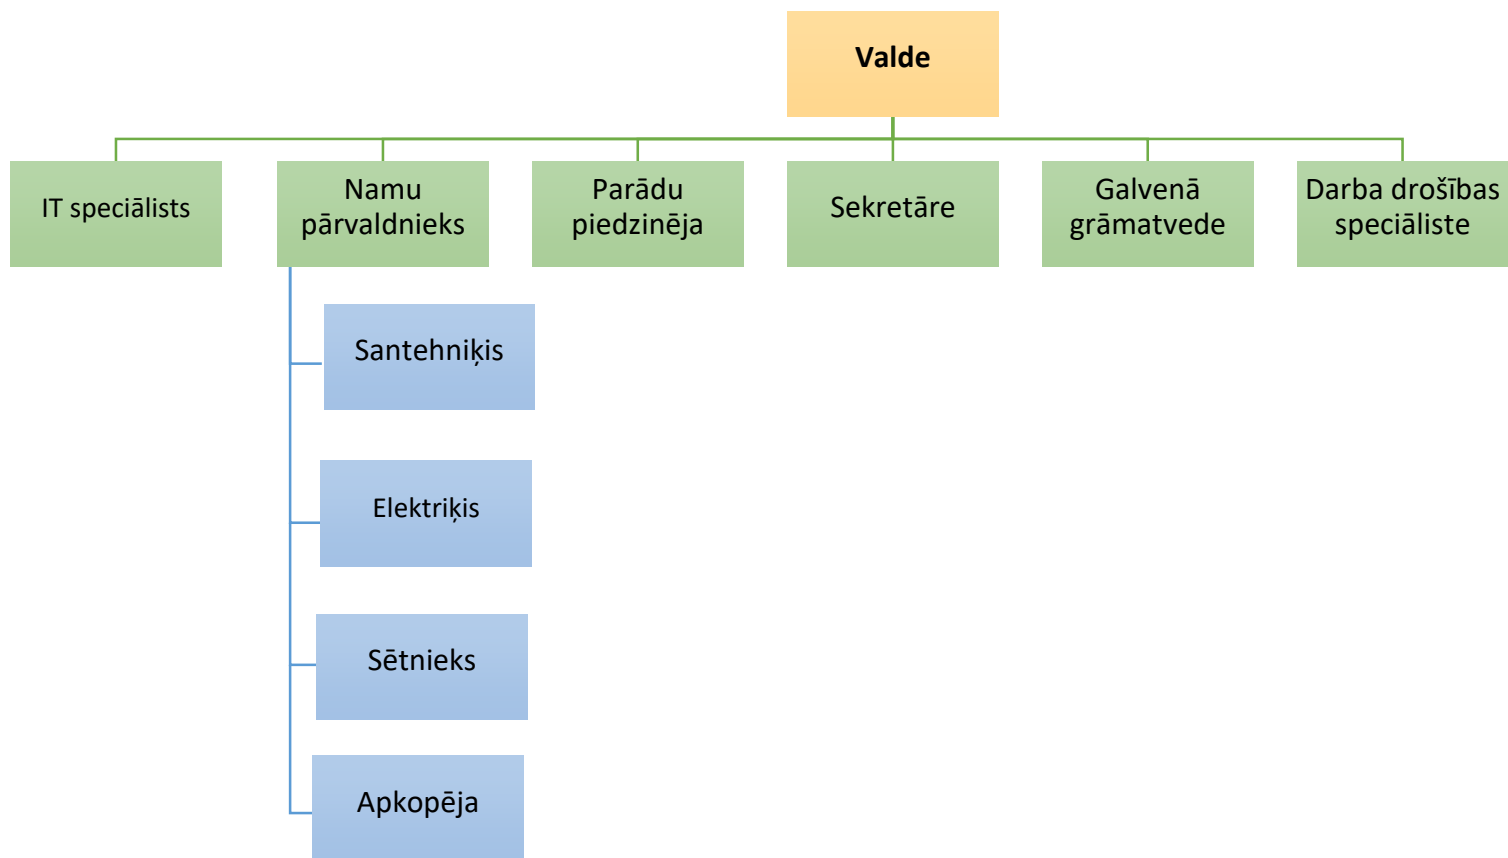 Valde
IT speciālists
Namu
pārvaldnieks
Parādu
piedzinēja
Sekretāre
Galvenā
grāmatvede
Darba drošības
speciāliste
Santehniķis
Elektriķis
Sētnieks
Apkopēja